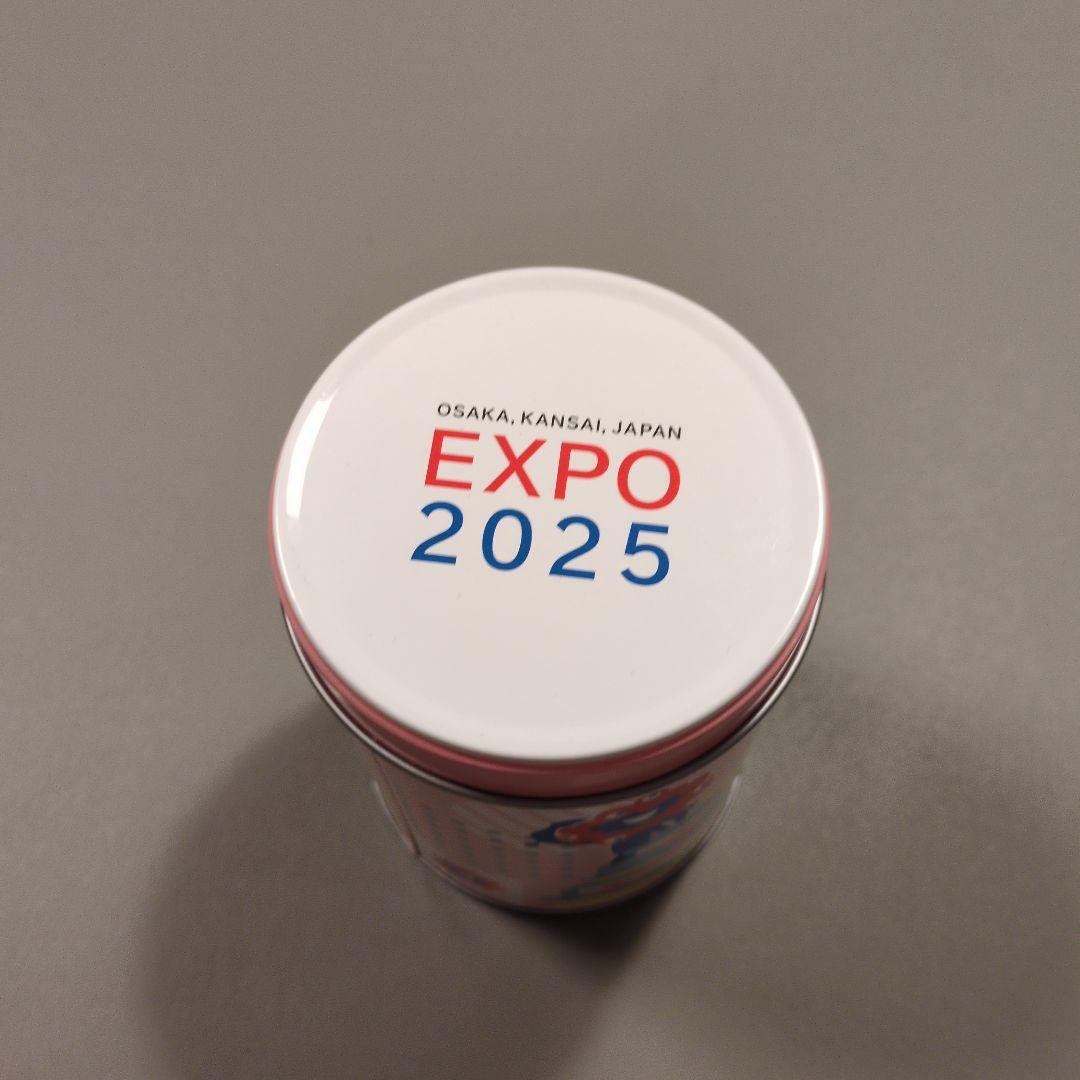 OSAKA, KANSAI, JAPAN
EXPO
2025